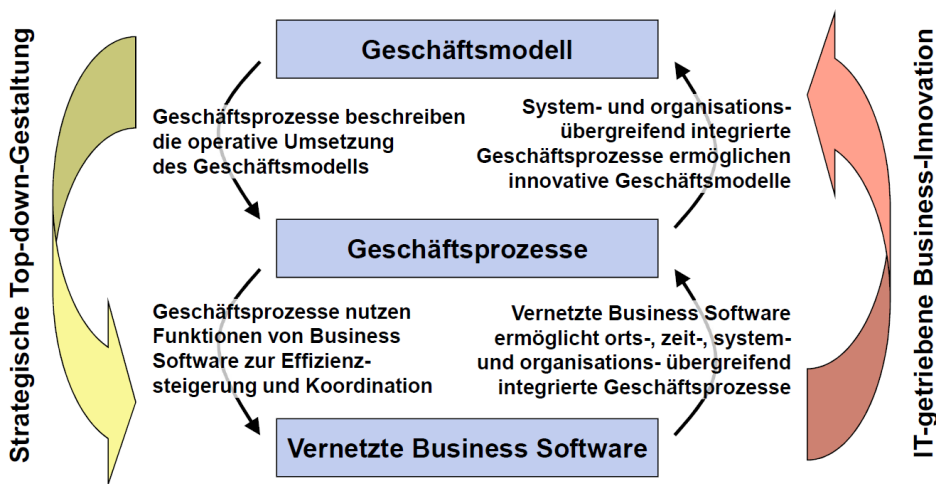 Strategische Top-down-Gestaltung
Geschäftsmodell
Geschäftsprozesse beschreiben
die operative Umsetzung
des Geschäftsmodells
System- und organisations-
übergreifend integrierte
Geschäftsprozesse ermöglichen
innovative Geschäftsmodelle
Geschäftsprozesse
Geschäftsprozesse nutzen
Funktionen von Business
Software zur Effizienz-
steigerung und Koordination
Vernetzte Business Software
ermöglicht orts-, zeit-, system-
und organisations- übergreifend
integrierte Geschäftsprozesse
Vernetzte Business Software
IT-getriebene Business-Innovation